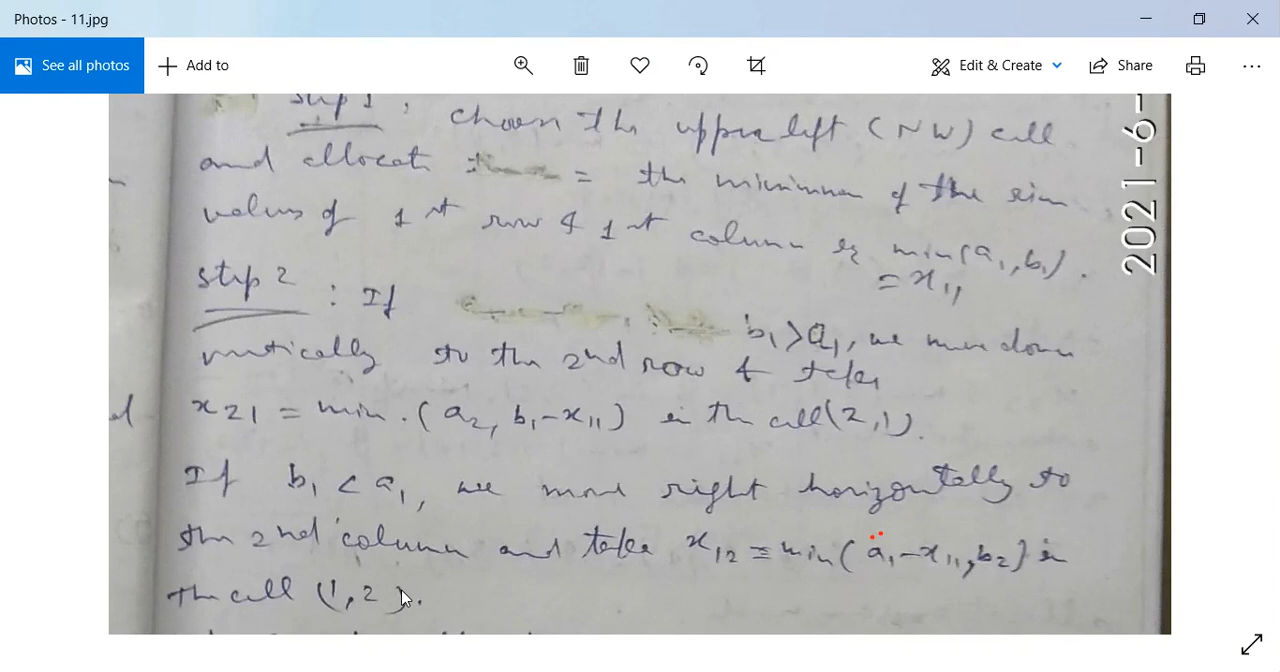 Photos - 11.jpg
See all photos
Add to
Edit & Create
Share
2021-6-
Step 1 : Choose the upper left (NW) cell
and allocate = the minimum of the rim
values of 1st row & 1st column is min(a₁, b₁).
= x₁₁
Step 2 : If b₁ > a₁, we move down
vertically to the 2nd row & take
x₂₁ = min.(a₂, b₁-x₁₁) in the cell (2,1).
If b₁ < a₁, we move right horizontally to
the 2nd column and take x₁₂ = min(a₁-x₁₁, b₂) in
the cell (1,2).